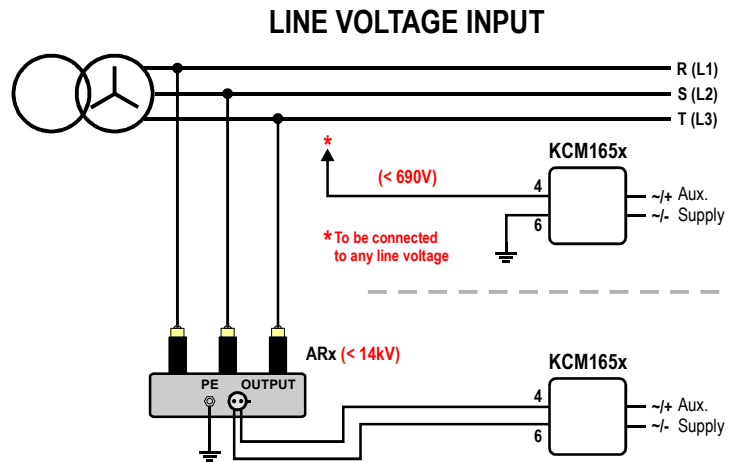 LINE VOLTAGE INPUT
R (L1)
S (L2)
T (L3)
*
(< 690V)
KCM165x
4
6
~/+ Aux.
~/- Supply
* To be connected
to any line voltage
ARx (< 14kV)
PE OUTPUT
KCM165x
4
6
~/+ Aux.
~/- Supply